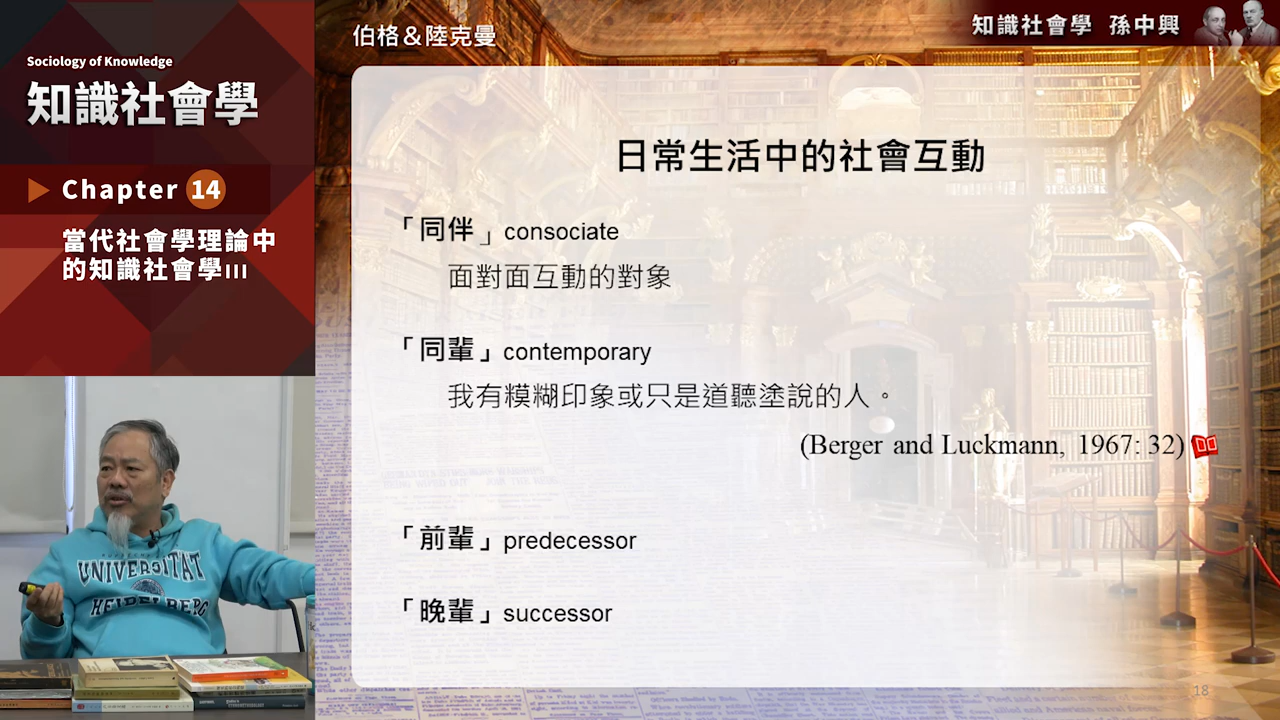 Sociology of Knowledge
知識社會學
Chapter 14
當代社會學理論中
的知識社會學III
伯格＆陸克曼
知識社會學 孫中興
日常生活中的社會互動
「同伴」consociate
面對面互動的對象
「同輩」contemporary
我有糢糊印象或只是道聽塗說的人。
(Berger and Luckmann, 1967: 32)
「前輩」predecessor
「晚輩」successor
18
UNIVERSITAT
HEIDELBERG